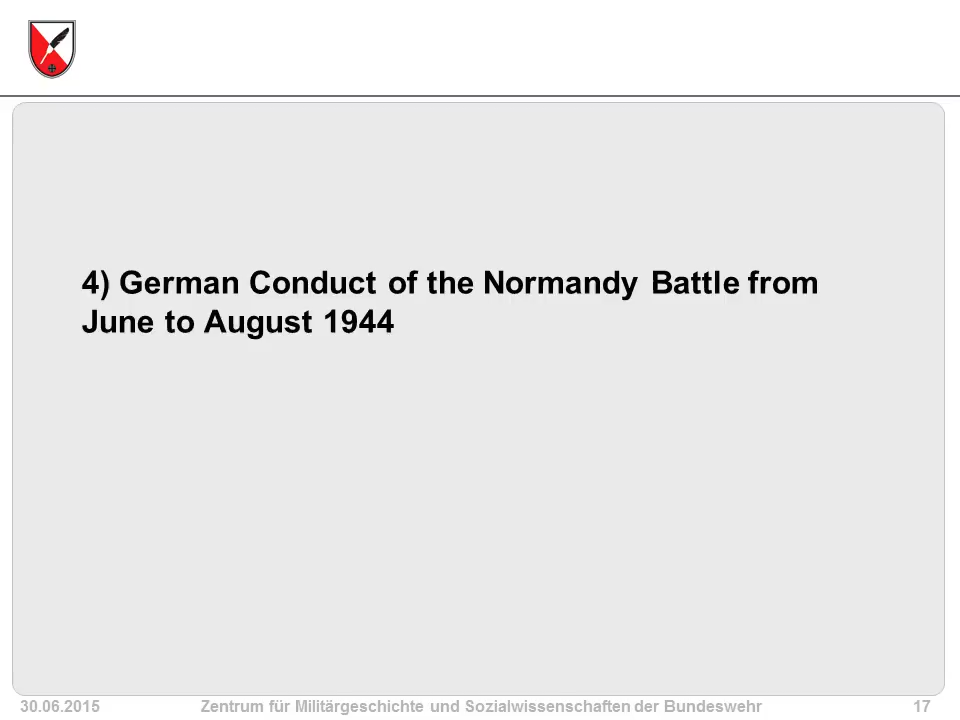 4) German Conduct of the Normandy Battle from
June to August 1944
30.06.2015 Zentrum für Militärgeschichte und Sozialwissenschaften der Bundeswehr 17